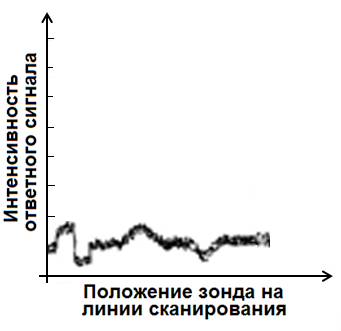 Интенсивность
ответного сигнала
Положение зонда на
линии сканирования